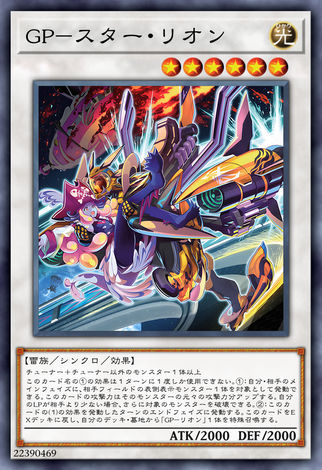 GP－スター・リオン
光
【雷族／シンクロ／効果】
チューナー＋チューナー以外のモンスター１体以上
このカード名の①の効果は１ターンに１度しか使用できない。①：自分・相手のメ
インフェイズに、相手フィールドの表側表示モンスター１体を対象として発動で
きる。このカードの攻撃力はそのモンスターの元々の攻撃力分アップする。自分
のLPが相手より少ない場合、さらに対象のモンスターを破壊できる。②：このカー
ドの(1)の効果を発動したターンのエンドフェイズに発動する。このカードをE
Xデッキに戻し、自分のデッキ・墓地から「GP－リオン」１体を特殊召喚する。
ATK/2000 DEF/2000
22390469